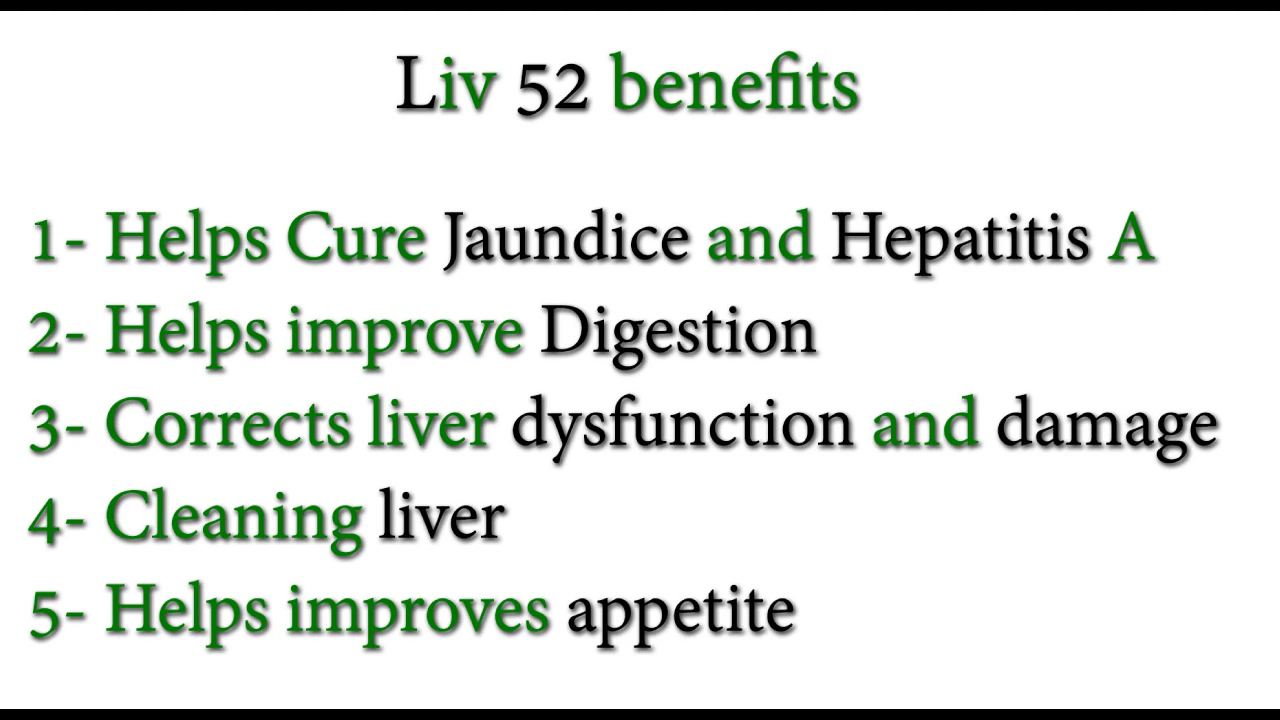 Liv 52 benefits
1- Helps Cure Jaundice and Hepatitis A
2- Helps improve Digestion
3- Corrects liver dysfunction and damage
4- Cleaning liver
5- Helps improves appetite